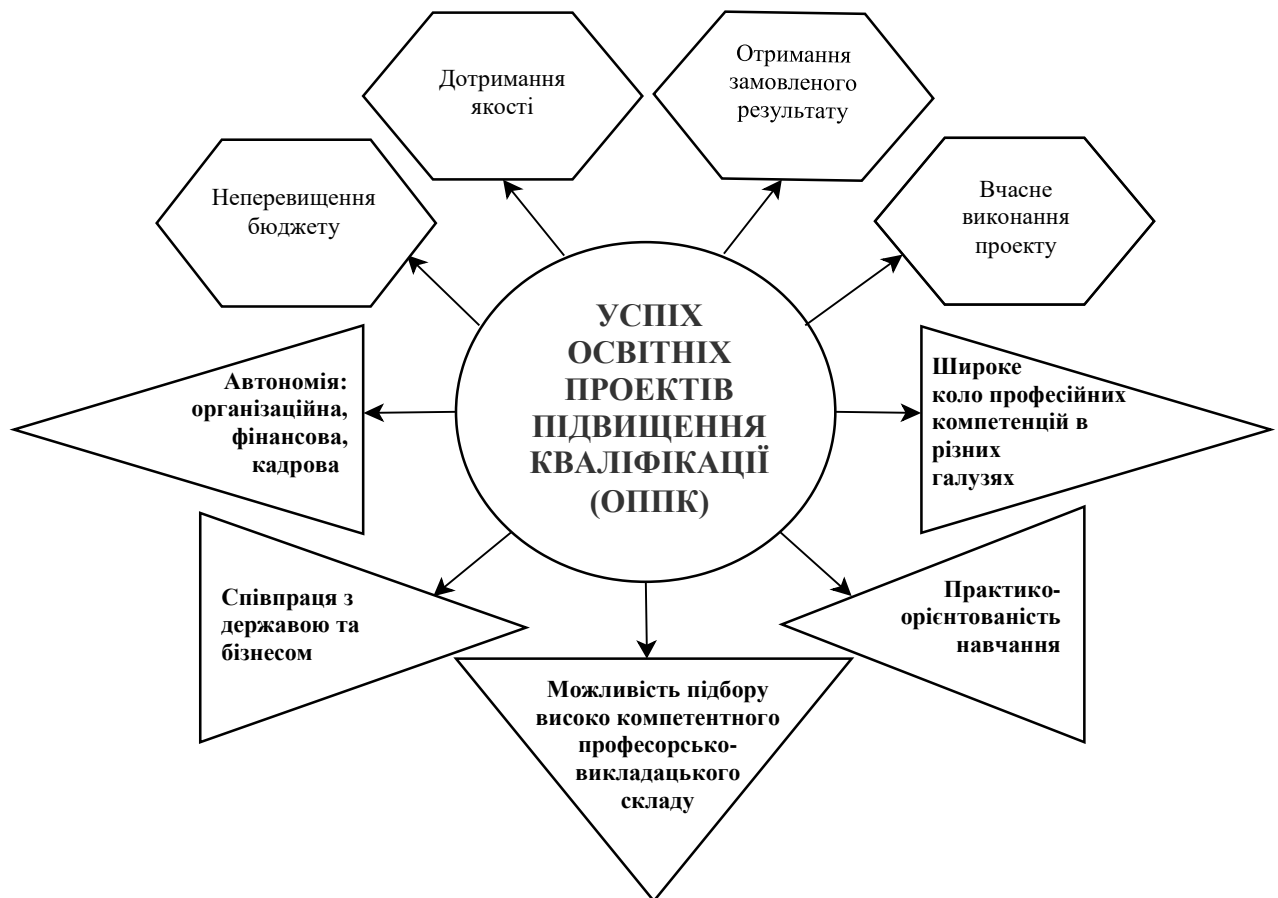 Дотримання
якості
Отримання
замовленого
результату
Неперевищення
бюджету
Вчасне
виконання
проекту
УСПІХ
ОСВІТНІХ
ПРОЕКТІВ
ПІДВИЩЕННЯ
КВАЛІФІКАЦІЇ
(ОППК)
Автономія:
організаційна,
фінансова,
кадрова
Широке
коло професійних
компетенцій в
різних
галузях
Співпраця з
державою та
бізнесом
Практико-
орієнтованість
навчання
Можливість підбору
високо компетентного
професорсько-
викладацького
складу